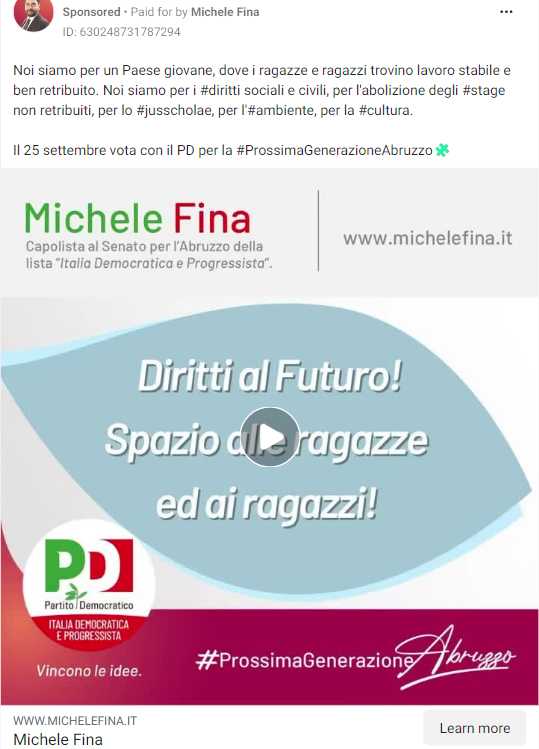 Sponsored • Paid for by Michele Fina
ID: 630248731787294
Noi siamo per un Paese giovane, dove i ragazze e ragazzi trovino lavoro stabile e
ben retribuito. Noi siamo per i #diritti sociali e civili, per l'abolizione degli #stage
non retribuiti, per lo #jusscholae, per l'#ambiente, per la #cultura.
Il 25 settembre vota con il PD per la #ProssimaGenerazioneAbruzzo
Michele Fina
Capolista al Senato per l'Abruzzo della
lista "Italia Democratica e Progressista".
www.michelefina.it
Diritti al Futuro!
Spazio alle ragazze
ed ai ragazzi!
PD
Partito Democratico
ITALIA DEMOCRATICA
E PROGRESSISTA
Vincono le idee.
#ProssimaGenerazione Abruzzo
WWW.MICHELEFINA.IT
Michele Fina
Learn more